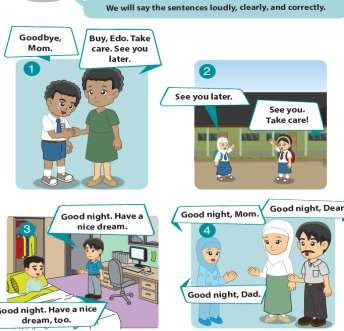 We will say the sentences loudly, clearly, and correctly.
Goodbye,
Mom.
Buy, Edo. Take
care. See you
later.
1
2
See you later.
See you.
Take care!
3
Good night. Have a
nice dream.
Good night. Have a nice
dream, too.
4
Good night, Mom.
Good night, Dear
Good night, Dad.